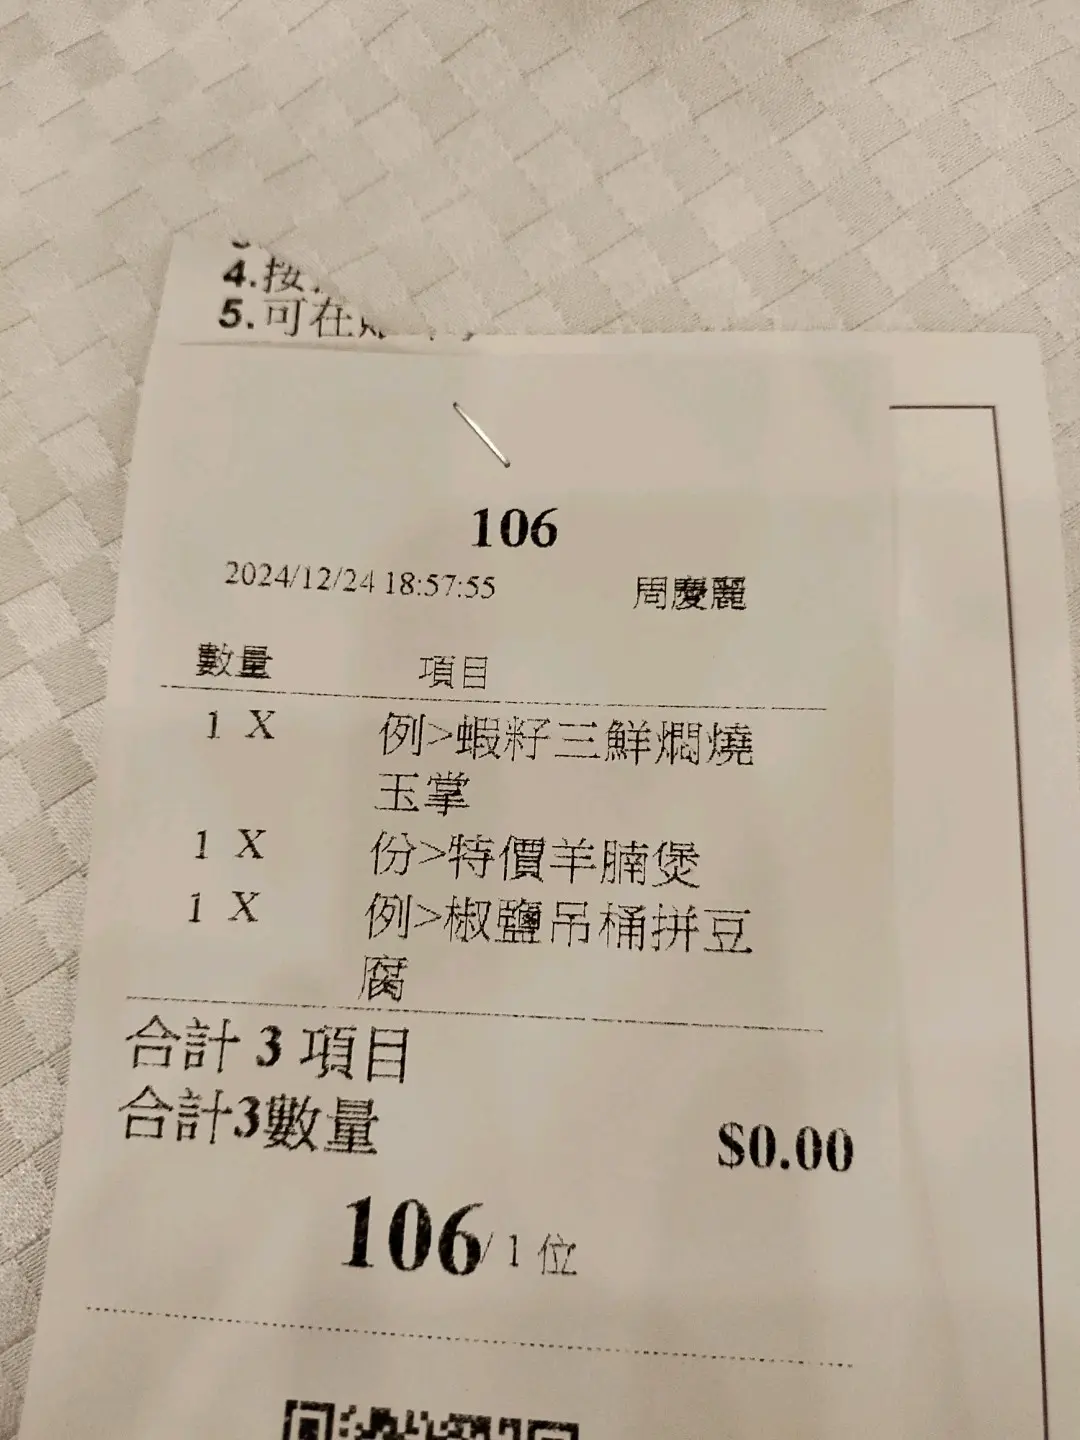 4.按
5.可在
106
2024/12/24 18:57:55 周慶麗
數量 項目
1 X 例>蝦籽三鮮燜燒
玉掌
1 X 份>特價羊腩煲
1 X 例>椒鹽吊桶拼豆
腐
合計 3 項目
合計3數量 $0.00
106/ 1 位